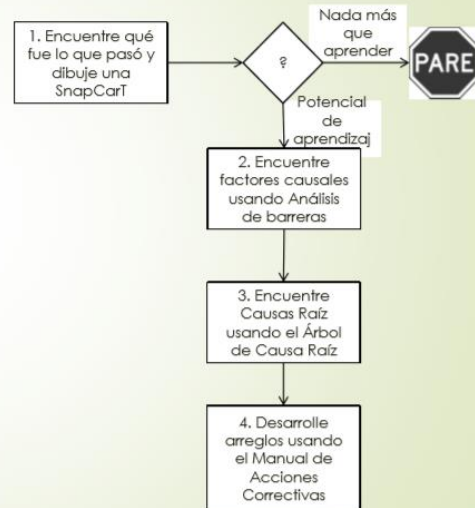 1. Encuentre qué
fue lo que pasó y
dibuje una
SnapCarT
?
Nada más
que
aprender
PARE
Potencial
de
aprendizaj
2. Encuentre
factores causales
usando Análisis
de barreras
3. Encuentre
Causas Raíz
usando el Árbol
de Causa Raíz
4. Desarrolle
arreglos usando
el Manual de
Acciones
Correctivas